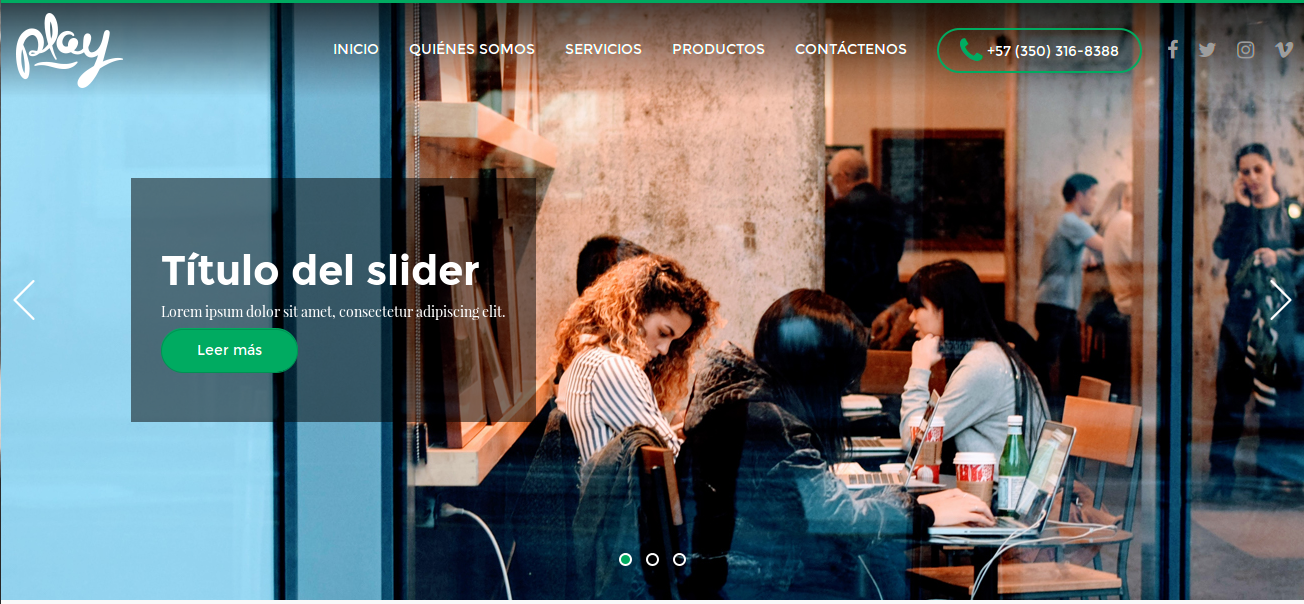 play
INICIO
QUIÉNES SOMOS
SERVICIOS
PRODUCTOS
CONTÁCTENOS
+57 (350) 316-8388
Título del slider
Lorem ipsum dolor sit amet, consectetur adipiscing elit.
Leer más